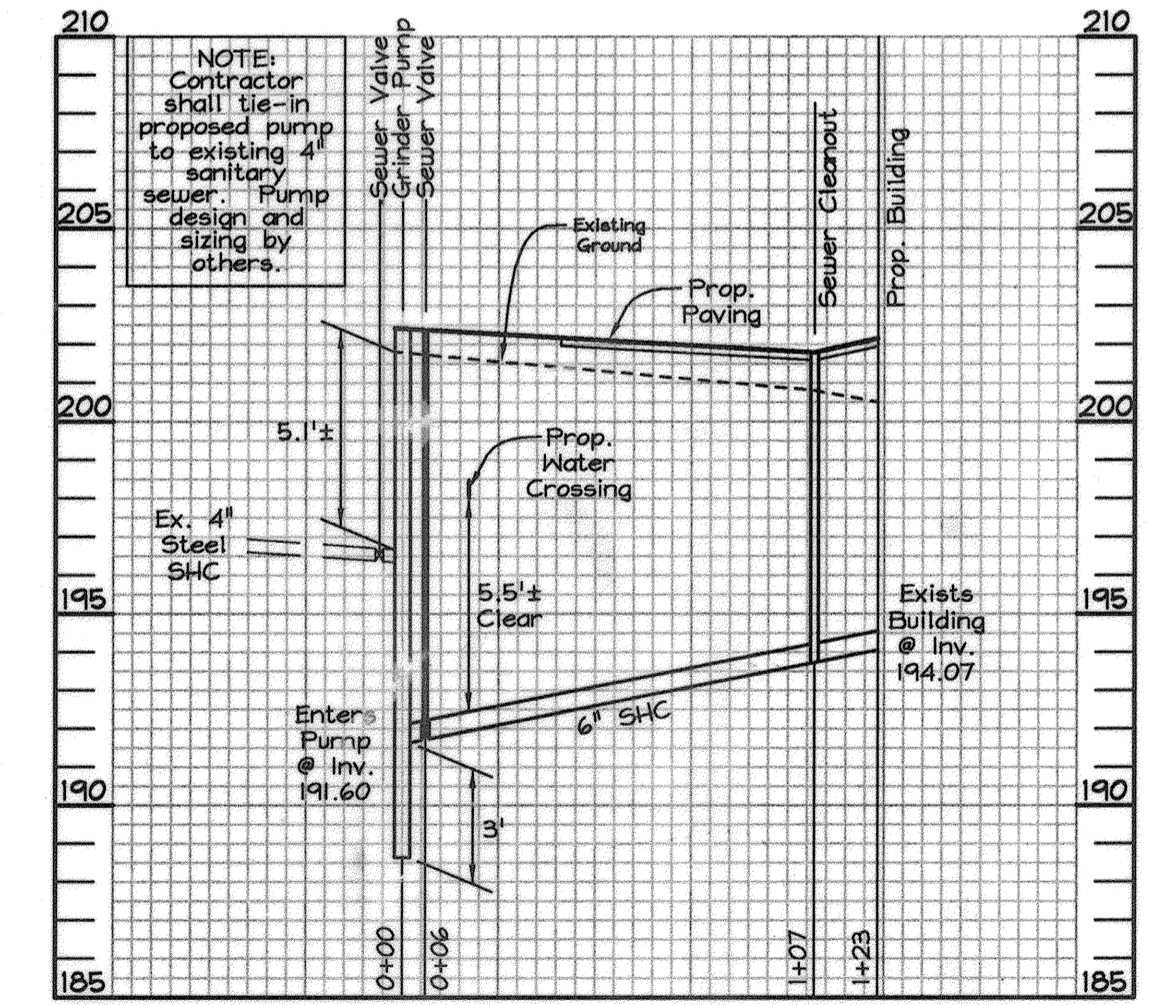 210
210
NOTE:
Contractor
shall tie-in
proposed pump
to existing 4"
sanitary
sewer. Pump
design and
sizing by
others.
Sewer Valve
Grinder Pump
Sewer Valve
Sewer Cleanout
Prop. Building
205
205
Existing
Ground
Prop.
Paving
200
200
5.1'±
Prop.
Water
Crossing
Ex. 4"
Steel
SHC
195
195
5.5'±
Clear
Exists
Building
@ Inv.
194.07
6" SHC
Enters
Pump
@ Inv.
191.60
190
190
3'
0+00
0+06
1+07
1+23
185
185